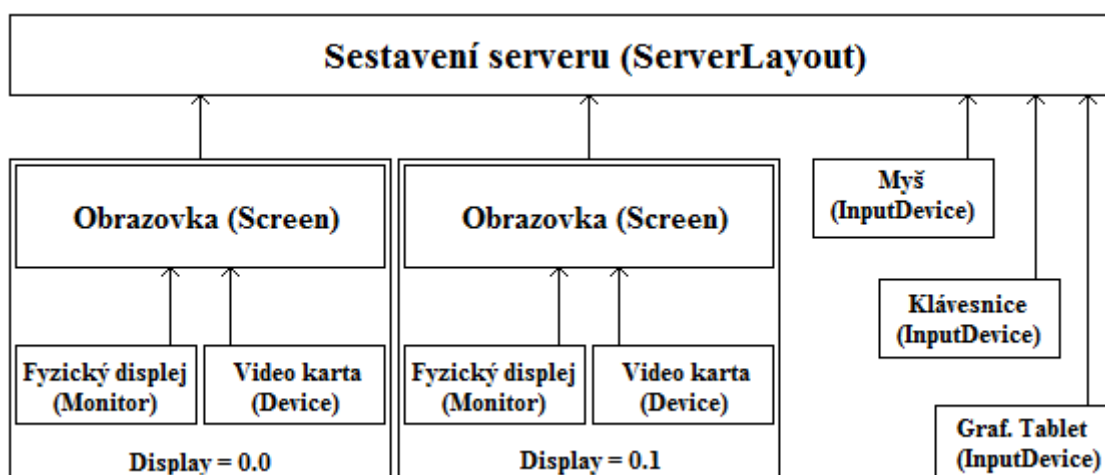 Sestavení serveru (ServerLayout)
Obrazovka (Screen)
Fyzický displej
(Monitor)
Video karta
(Device)
Display = 0.0
Obrazovka (Screen)
Fyzický displej
(Monitor)
Video karta
(Device)
Display = 0.1
Myš
(InputDevice)
Klávesnice
(InputDevice)
Graf. Tablet
(InputDevice)